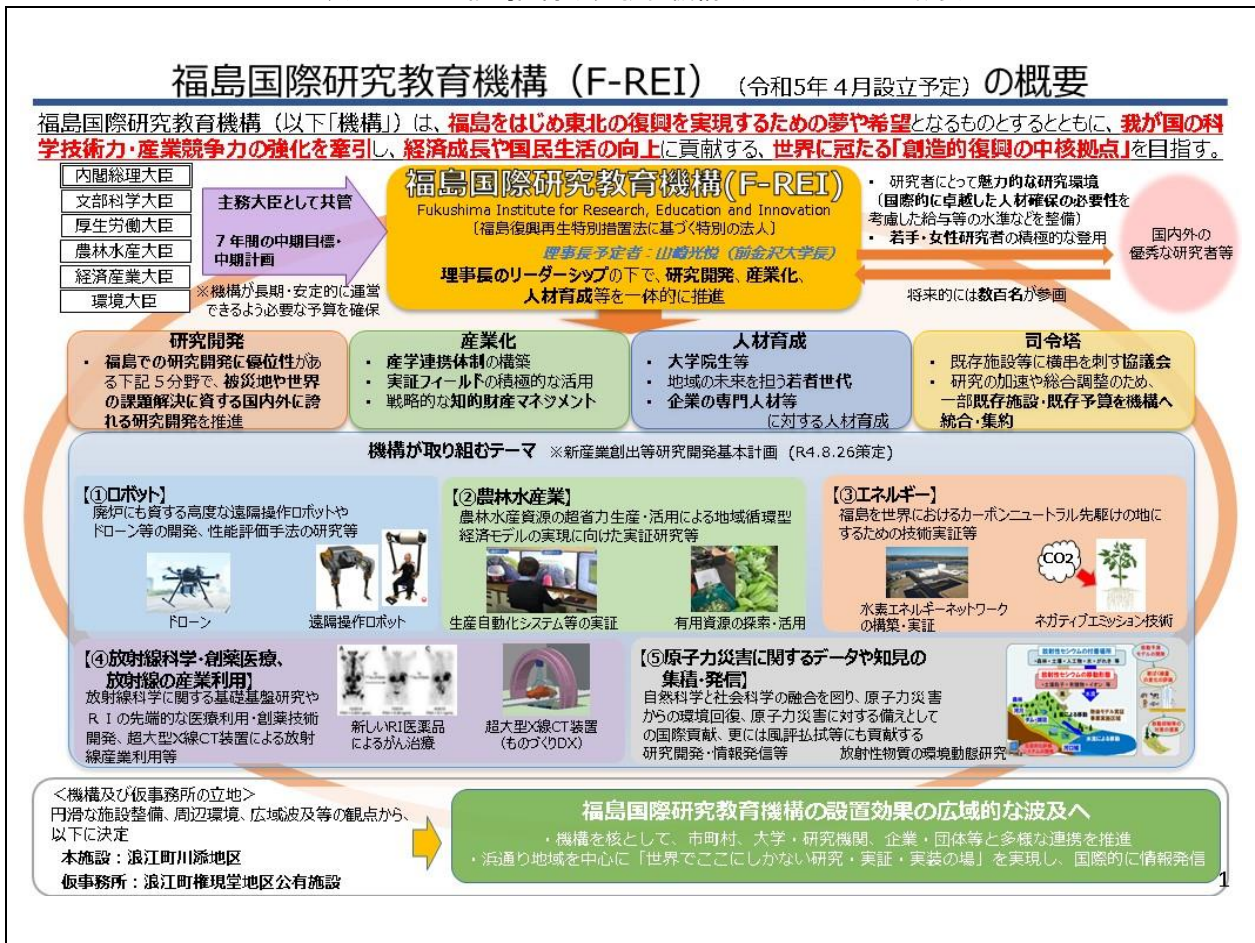 福島国際研究教育機構（F-REI）（令和5年４月設立予定）の概要
福島国際研究教育機構（以下「機構」）は、福島をはじめ東北の復興を実現するための夢や希望となるものとするとともに、我が国の科
学技術力・産業競争力の強化を牽引し、経済成長や国民生活の向上に貢献する、世界に冠たる「創造的復興の中核拠点」を目指す。
内閣総理大臣
文部科学大臣
厚生労働大臣
農林水産大臣
経済産業大臣
環境大臣
主務大臣として共管
７年間の中期目標・
中期計画
※機構が長期・安定的に運営
できるよう必要な予算を確保
福島国際研究教育機構(F-REI)
Fukushima Institute for Research, Education and Innovation
〔福島復興再生特別措置法に基づく特別の法人〕
理事長予定者：山崎光悦（前金沢大学長）
理事長のリーダーシップの下で、研究開発、産業化、
人材育成等を一体的に推進
• 研究者にとって魅力的な研究環境
（国際的に卓越した人材確保の必要性を
考慮した給与等の水準などを整備）
• 若手・女性研究者の積極的な登用
将来的には数百名が参画
国内外の
優秀な研究者等
研究開発
• 福島での研究開発に優位性があ
る下記５分野で、被災地や世界
の課題解決に資する国内外に誇
れる研究開発を推進
産業化
• 産学連携体制の構築
• 実証フィールドの積極的な活用
• 戦略的な知的財産マネジメント
人材育成
• 大学院生等
• 地域の未来を担う若者世代
• 企業の専門人材等
に対する人材育成
司令塔
• 既存施設等に横串を刺す協議会
• 研究の加速や総合調整のため、
一部既存施設・既存予算を機構へ
統合・集約
機構が取り組むテーマ ※新産業創出等研究開発基本計画 (R4.8.26策定)
【①ロボット】
廃炉にも資する高度な遠隔操作ロボットや
ドローン等の開発、性能評価手法の研究等
ドローン
遠隔操作ロボット
【②農林水産業】
農林水産資源の超省力生産・活用による地域循環型
経済モデルの実現に向けた実証研究等
生産自動化システム等の実証
有用資源の探索・活用
【③エネルギー】
福島を世界におけるカーボンニュートラル先駆けの地に
するための技術実証等
CO2
水素エネルギーネットワーク
の構築・実証
ネガティブエミッション技術
【④放射線科学・創薬医療、
放射線の産業利用】
放射線科学に関する基礎基盤研究や
ＲＩの先端的な医療利用・創薬技術
開発、超大型X線CT装置による放射
線産業利用等
新しいRI医薬品
によるがん治療
超大型X線CT装置
（ものづくりDX）
【⑤原子力災害に関するデータや知見の
集積・発信】
自然科学と社会科学の融合を図り、原子力災害
からの環境回復、原子力災害に対する備えとして
の国際貢献、更には風評払拭等にも貢献する
研究開発・情報発信等
放射性物質の環境動態研究
＜機構及び仮事務所の立地＞
円滑な施設整備、周辺環境、広域波及等の観点から、
以下に決定
本施設：浪江町川添地区
仮事務所：浪江町権現堂地区公有施設
福島国際研究教育機構の設置効果の広域的な波及へ
・機構を核として、市町村、大学・研究機関、企業・団体等と多様な連携を推進
・浜通り地域を中心に「世界でここにしかない研究・実証・実装の場」を実現し、国際的に情報発信
1